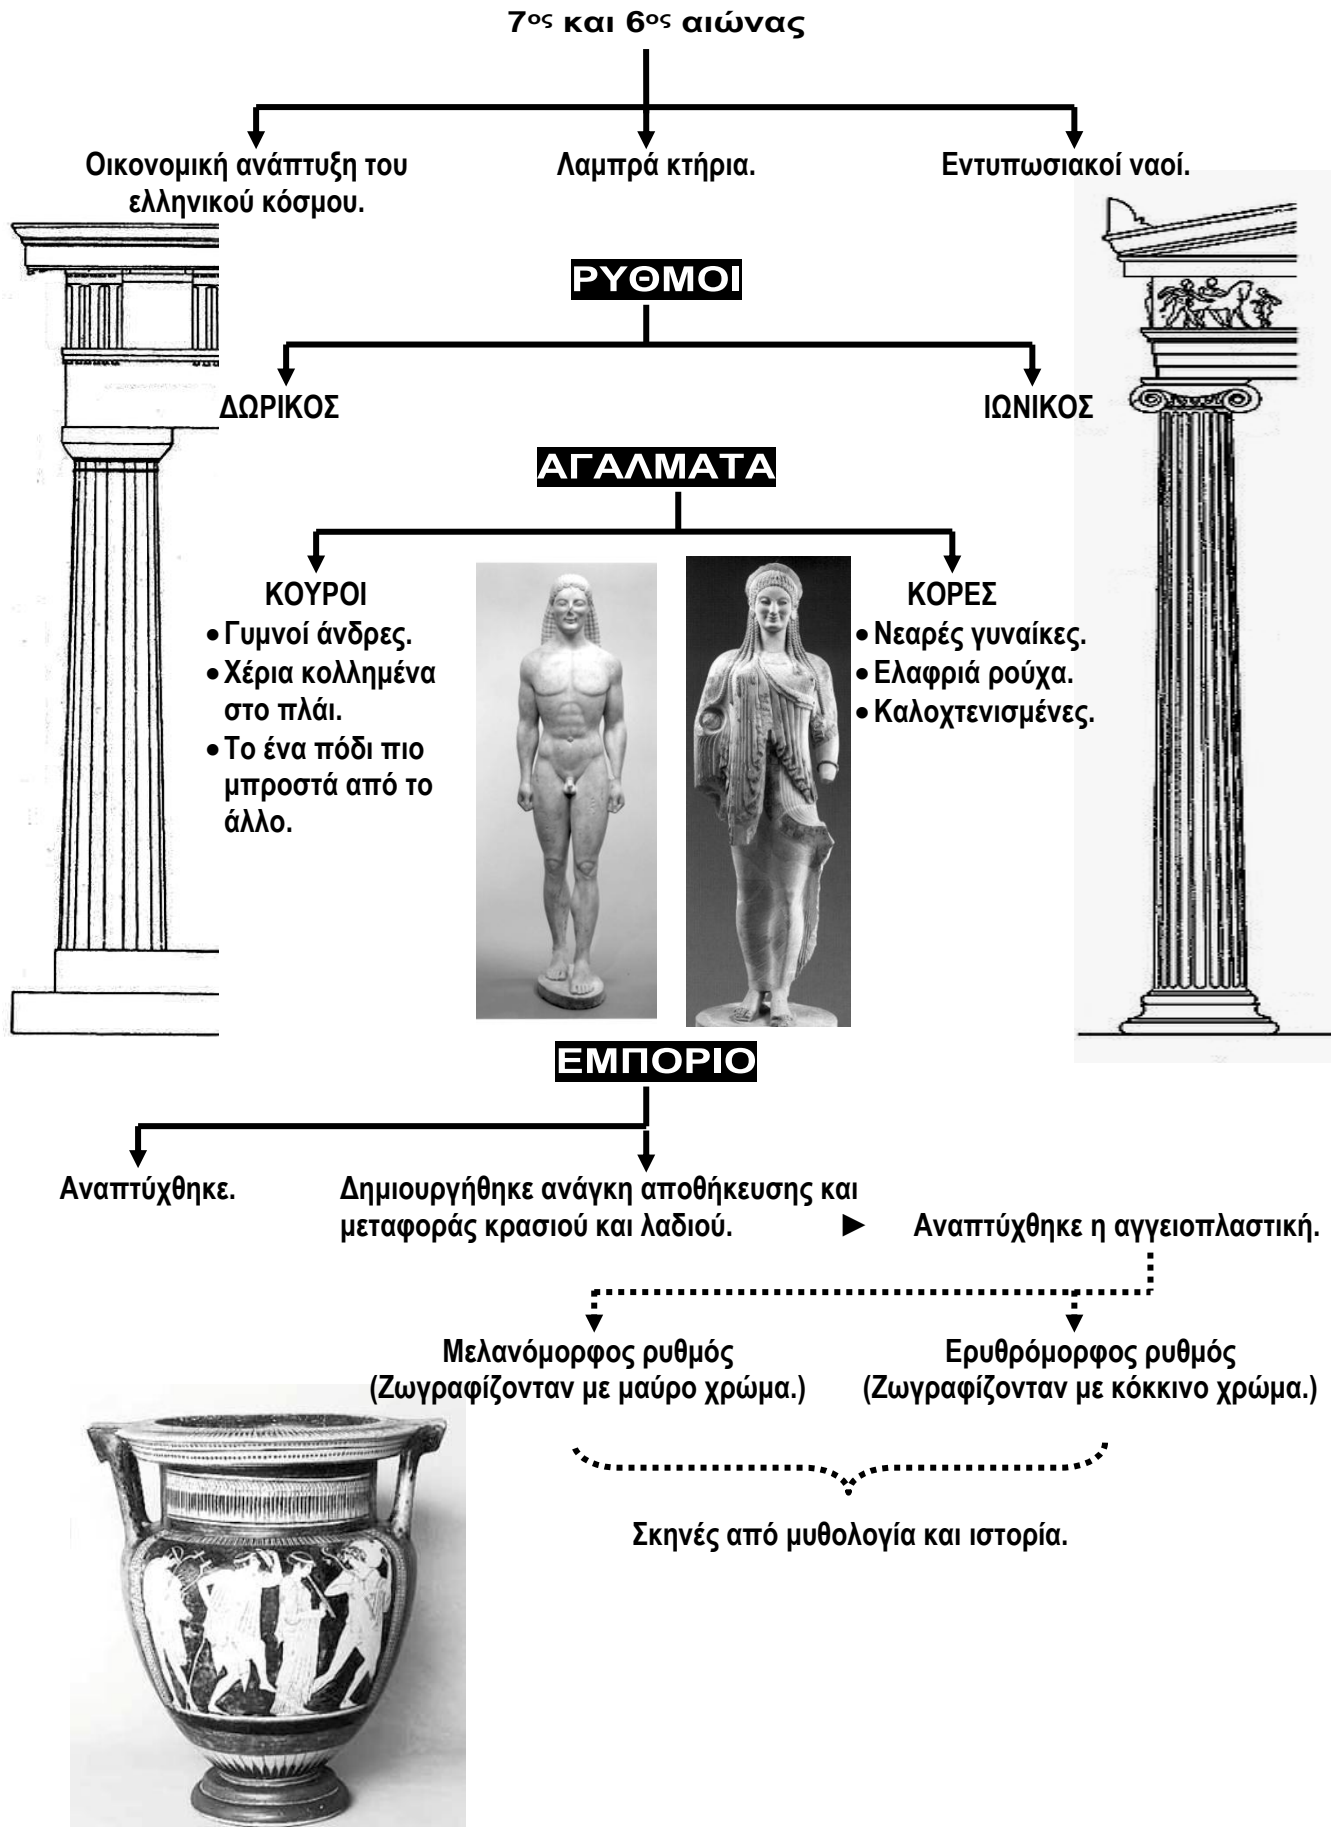 7ος και 6ος αιώνας
Οικονομική ανάπτυξη του
ελληνικού κόσμου.
Λαμπρά κτήρια.
Εντυπωσιακοί ναοί.
ΡΥΘΜΟΙ
ΔΩΡΙΚΟΣ
ΙΩΝΙΚΟΣ
ΑΓΑΛΜΑΤΑ
ΚΟΥΡΟΙ
• Γυμνοί άνδρες.
• Χέρια κολλημένα
στο πλάι.
• Το ένα πόδι πιο
μπροστά από το
άλλο.
ΚΟΡΕΣ
• Νεαρές γυναίκες.
• Ελαφριά ρούχα.
• Καλοχτενισμένες.
ΕΜΠΟΡΙΟ
Αναπτύχθηκε.
Δημιουργήθηκε ανάγκη αποθήκευσης και
μεταφοράς κρασιού και λαδιού. ►
Αναπτύχθηκε η αγγειοπλαστική.
Μελανόμορφος ρυθμός
(Ζωγραφίζονταν με μαύρο χρώμα.)
Ερυθρόμορφος ρυθμός
(Ζωγραφίζονταν με κόκκινο χρώμα.)
Σκηνές από μυθολογία και ιστορία.